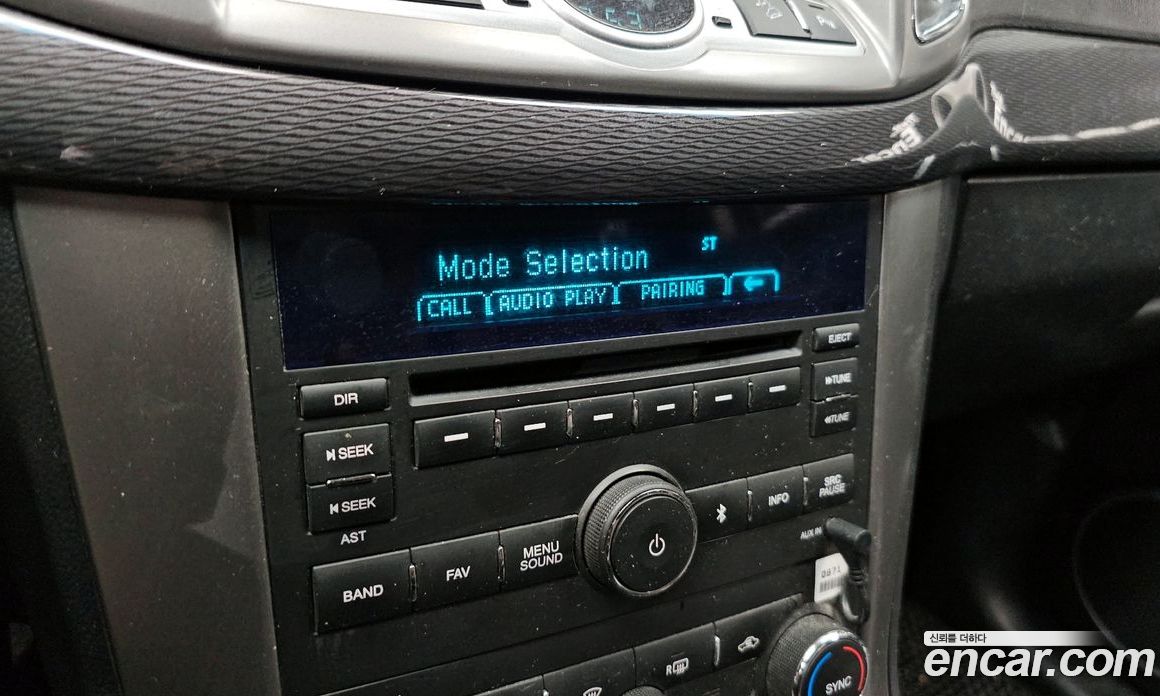 Mode Selection
ST
CALL
AUDIO PLAY
PAIRING
EJECT
DIR
TUNE
SEEK
TUNE
SEEK
AST
SRC
PAUSE
INFO
AUX IN
MENU
SOUND
FAV
BAND
0871
R
SYNC
신뢰를 더하다
encar.com